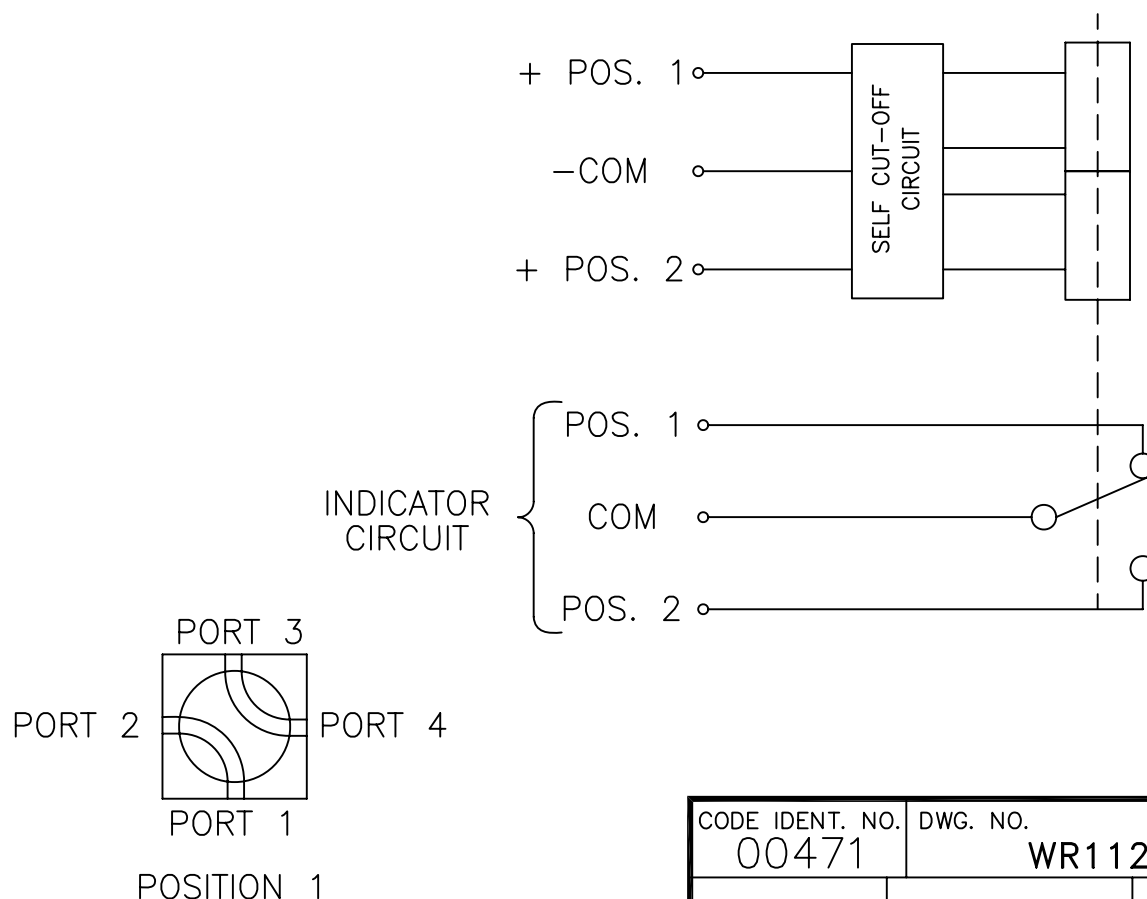 + POS. 1
-COM
+ POS. 2
SELF CUT-OFF
CIRCUIT
INDICATOR
CIRCUIT
POS. 1
COM
POS. 2
PORT 3
PORT 2
PORT 4
PORT 1
POSITION 1
CODE IDENT. NO.
00471
DWG. NO.
WR112